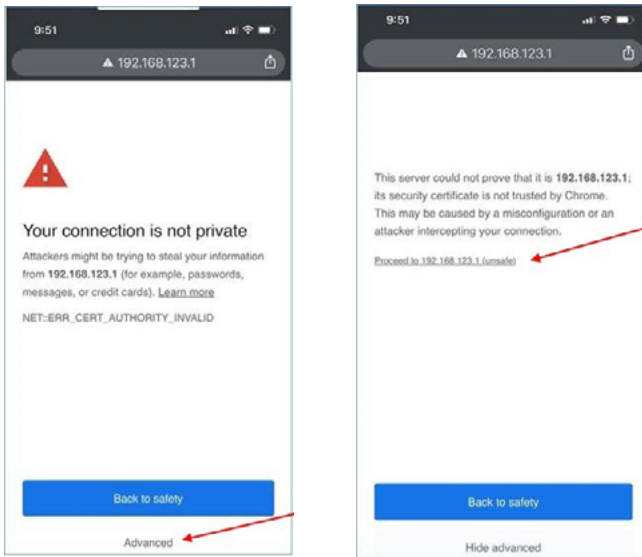 9:51
192.168.123.1
Your connection is not private
Attackers might be trying to steal your information
from 192.168.123.1 (for example, passwords,
messages, or credit cards). Learn more
NET::ERR_CERT_AUTHORITY_INVALID
Back to safety
Advanced
9:51
192.168.123.1
This server could not prove that it is 192.168.123.1;
its security certificate is not trusted by Chrome.
This may be caused by a misconfiguration or an
attacker intercepting your connection.
Proceed to 192.168.123.1 (unsafe)
Back to safety
Hide advanced